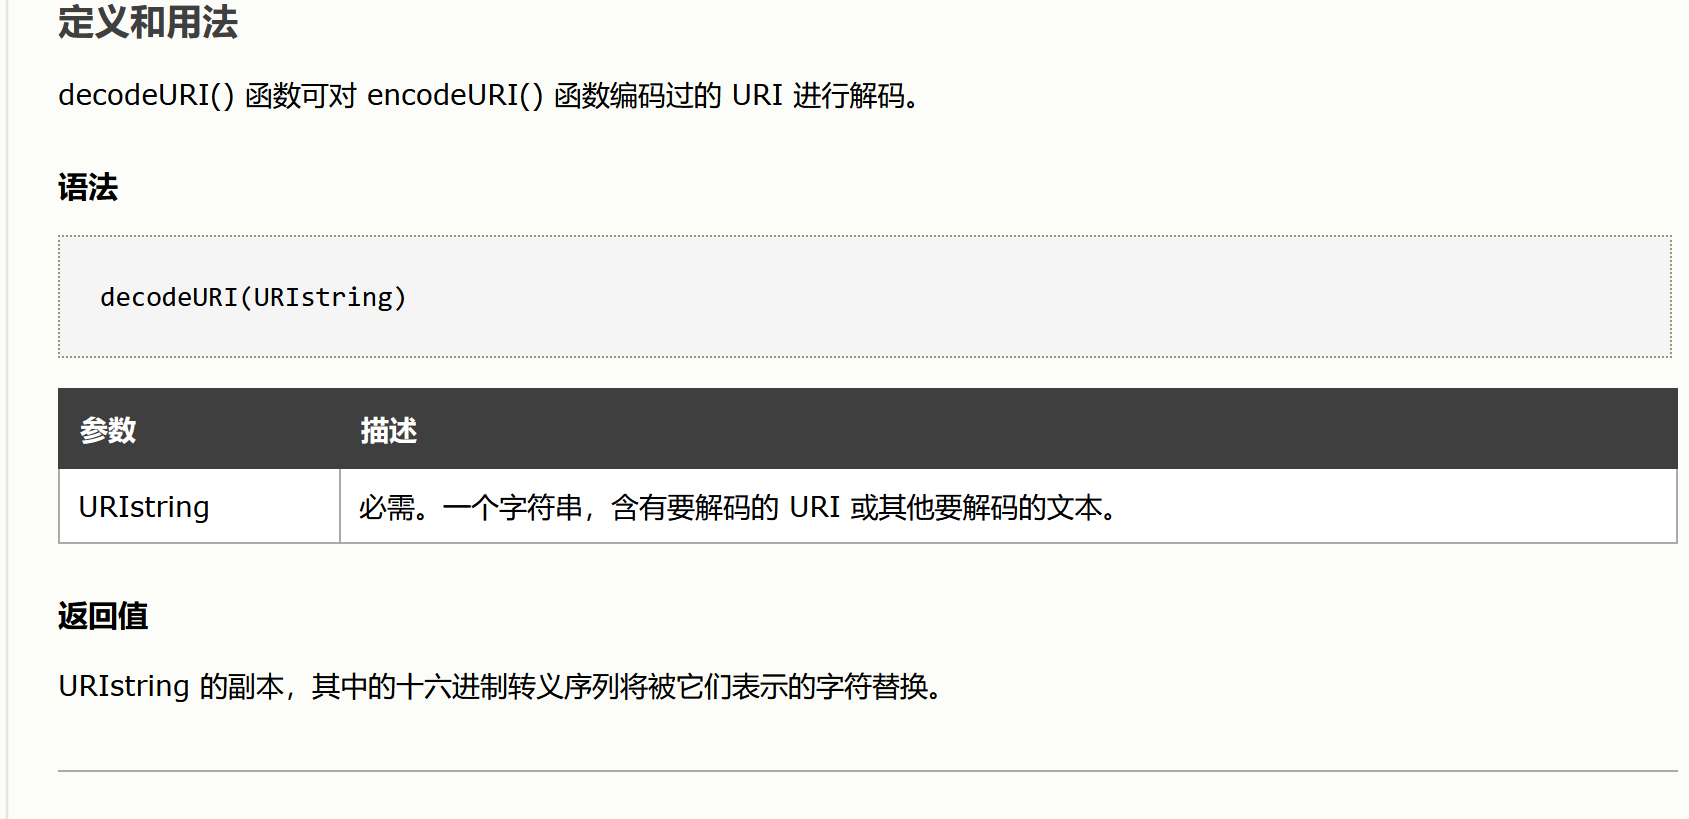 定义和用法
decodeURI() 函数可对 encodeURI() 函数编码过的 URI 进行解码。
语法
decodeURI(URIstring)
参数 描述
URIstring 必需。一个字符串，含有要解码的 URI 或其他要解码的文本。
返回值
URIstring 的副本，其中的十六进制转义序列将被它们表示的字符替换。